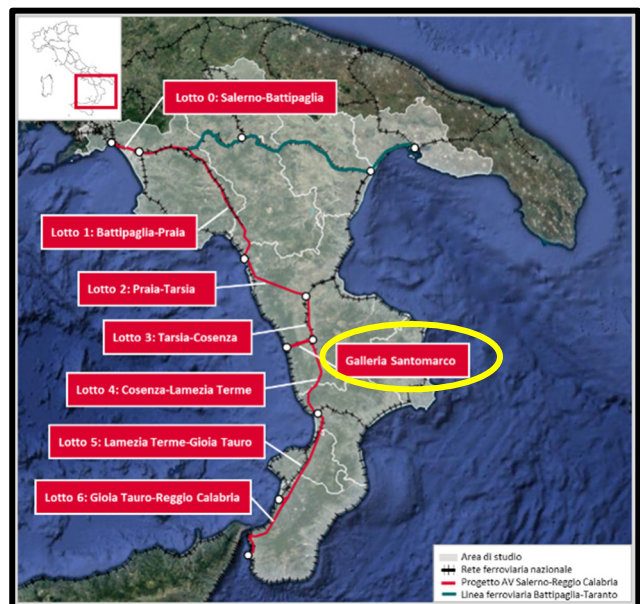 Lotto 0: Salerno-Battipaglia
Lotto 1: Battipaglia-Praia
Lotto 2: Praia-Tarsia
Lotto 3: Tarsia-Cosenza
Galleria Santomarco
Lotto 4: Cosenza-Lamezia Terme
Lotto 5: Lamezia Terme-Gioia Tauro
Lotto 6: Gioia Tauro-Reggio Calabria
Area di studio
Rete ferroviaria nazionale
Progetto AV Salerno-Reggio Calabria
Linea ferroviaria Battipaglia-Taranto